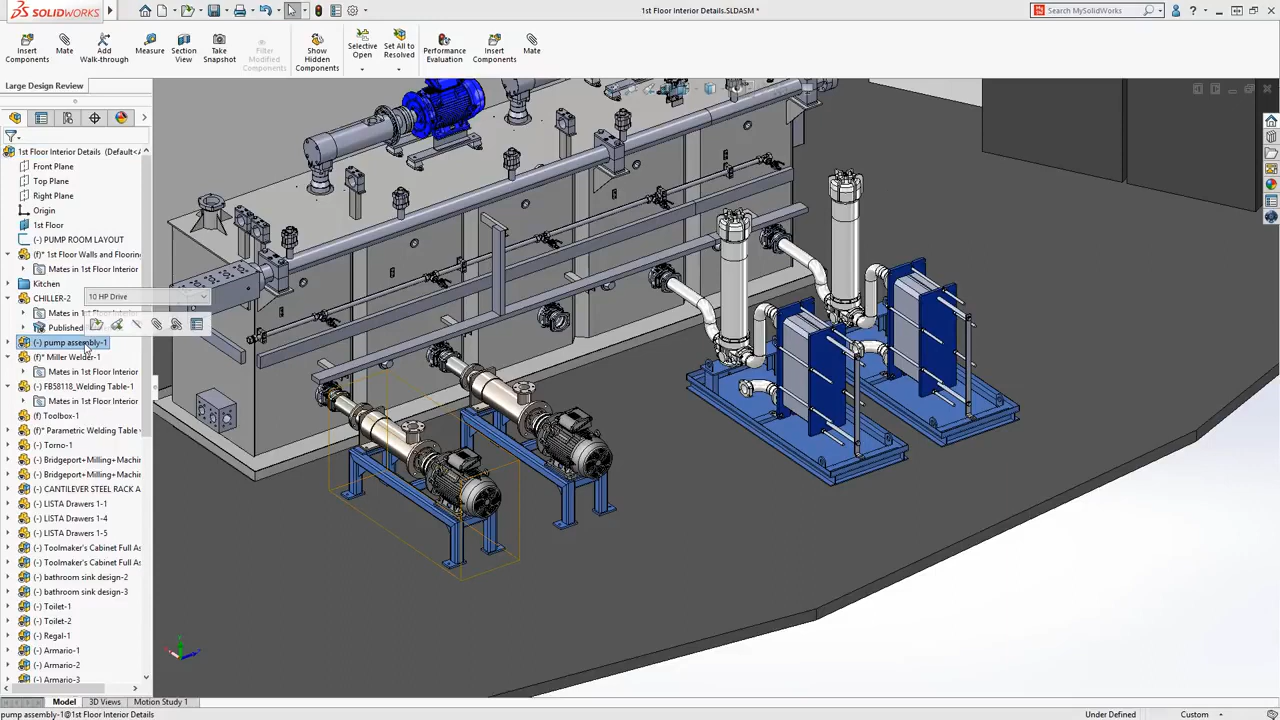 SOLIDWORKS
1st Floor Interior Details.SLDASM *
Search MySolidWorks
Insert Components
Mate
Add Walk-through
Measure
Section View
Take Snapshot
Filter Modified Components
Show Hidden Components
Selective Open
Set All to Resolved
Performance Evaluation
Insert Components
Mate
Large Design Review
1st Floor Interior Details (Default<
Front Plane
Top Plane
Right Plane
Origin
1st Floor
(-) PUMP ROOM LAYOUT
(f)* 1st Floor Walls and Flooring
Mates in 1st Floor Interior
Kitchen
CHILLER-2
10 HP Drive
Mates in 1st Floor Interior
Published
(-) pump assembly-1
(f)* Miller Welder-1
Mates in 1st Floor Interior
(-) FB58118_Welding Table-1
Mates in 1st Floor Interior
(f) Toolbox-1
(f)* Parametric Welding Table
(-) Torno-1
(-) Bridgeport+Milling+Machin
(-) Bridgeport+Milling+Machin
(-) CANTILEVER STEEL RACK A
(-) LISTA Drawers 1-1
(-) LISTA Drawers 1-4
(-) LISTA Drawers 1-5
(-) Toolmaker's Cabinet Full As
(-) Toolmaker's Cabinet Full As
(-) bathroom sink design-2
(-) bathroom sink design-3
(-) Toilet-1
(-) Toilet-2
(-) Regal-1
(-) Armario-1
(-) Armario-2
(-) Armario-3
Model
3D Views
Motion Study 1
pump assembly-1@1st Floor Interior Details
Under Defined
Custom